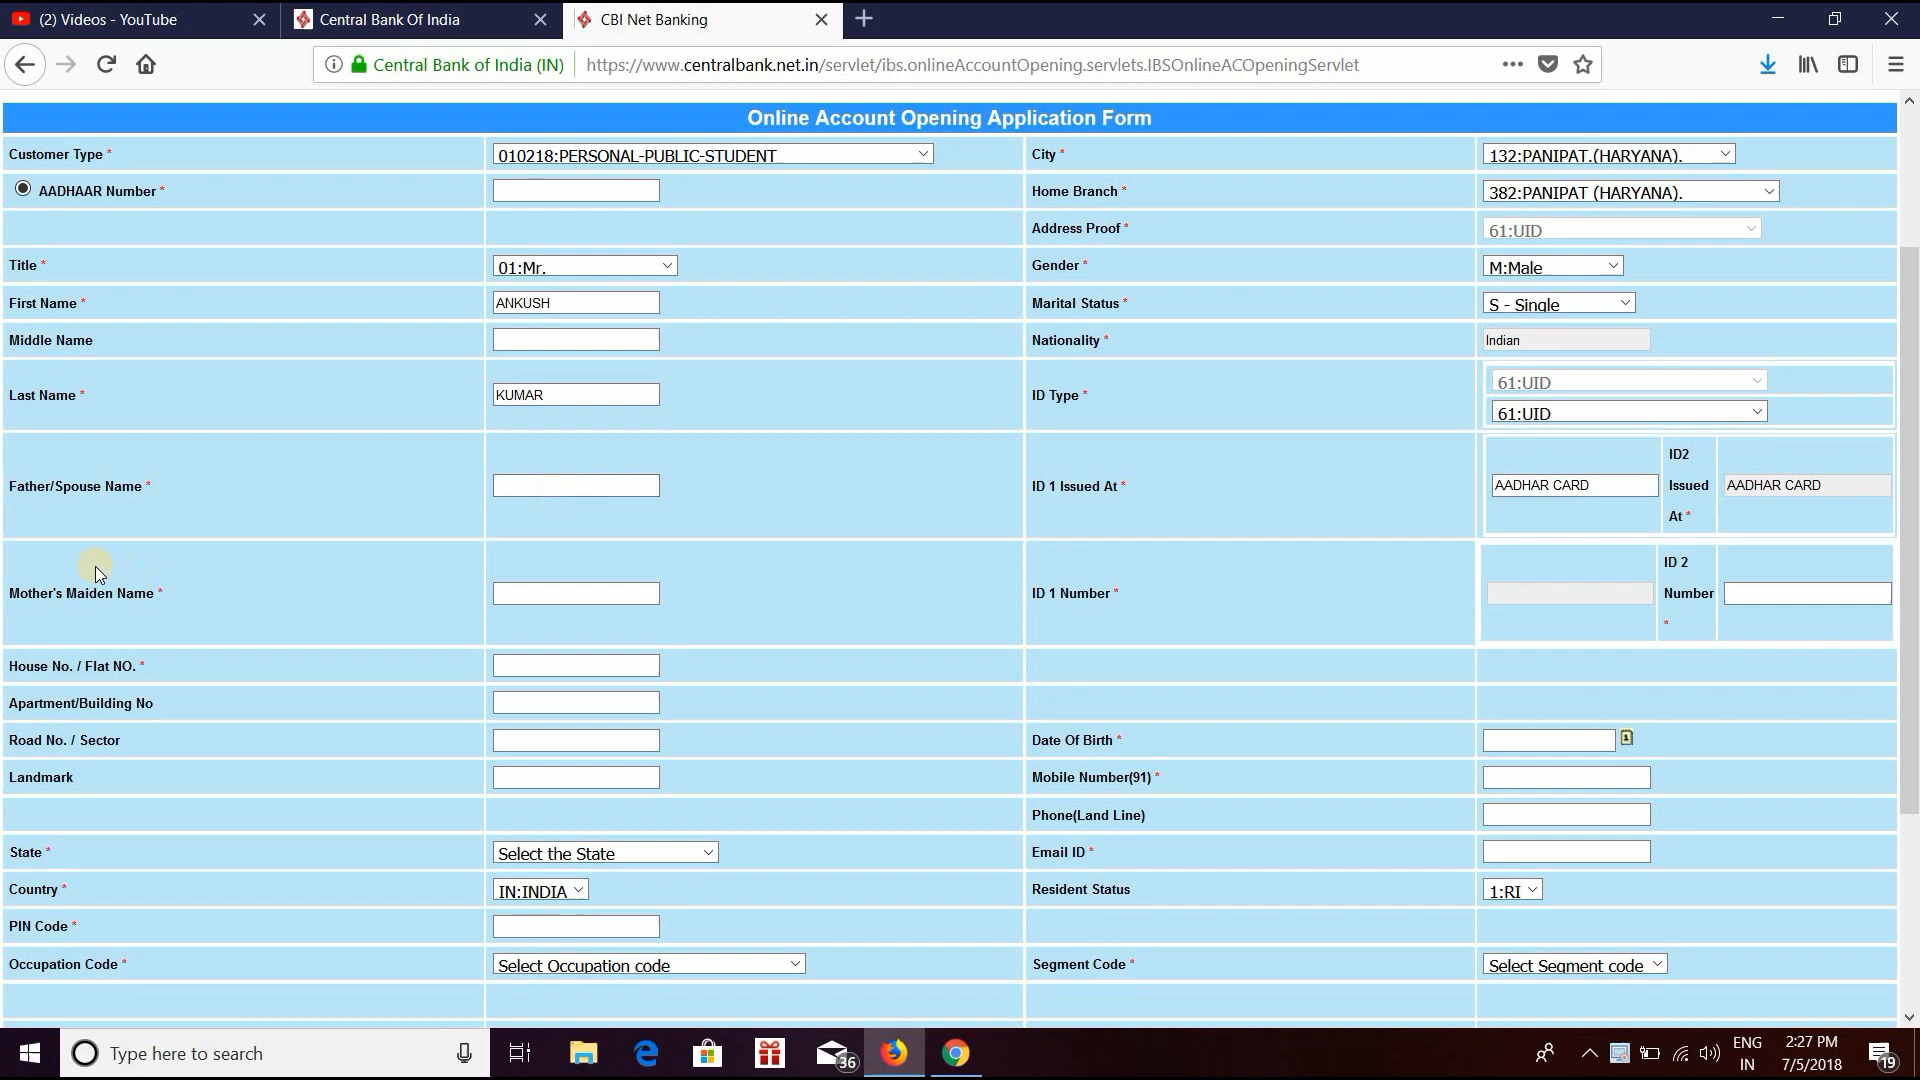 (2) Videos - YouTube
Central Bank Of India
CBI Net Banking
Central Bank of India (IN)
https://www.centralbank.net.in/servlet/ibs.onlineAccountOpening.servlets.IBSOnlineACOpeningServlet
Online Account Opening Application Form
Customer Type * 010218:PERSONAL-PUBLIC-STUDENT City * 132:PANIPAT.(HARYANA).
AADHAAR Number * Home Branch * 382:PANIPAT (HARYANA).
Address Proof * 61:UID
Title * 01:Mr. Gender * M:Male
First Name * ANKUSH Marital Status * S - Single
Middle Name Nationality * Indian
Last Name * KUMAR ID Type * 61:UID
61:UID
Father/Spouse Name * ID 1 Issued At * AADHAR CARD ID2 Issued At * AADHAR CARD
Mother's Maiden Name * ID 1 Number * ID 2 Number *
House No. / Flat NO. *
Apartment/Building No
Road No. / Sector Date Of Birth *
Landmark Mobile Number(91) *
Phone(Land Line)
State * Select the State Email ID *
Country * IN:INDIA Resident Status 1:RI
PIN Code *
Occupation Code * Select Occupation code Segment Code * Select Segment code
Type here to search
36
ENG
IN
2:27 PM
7/5/2018
19